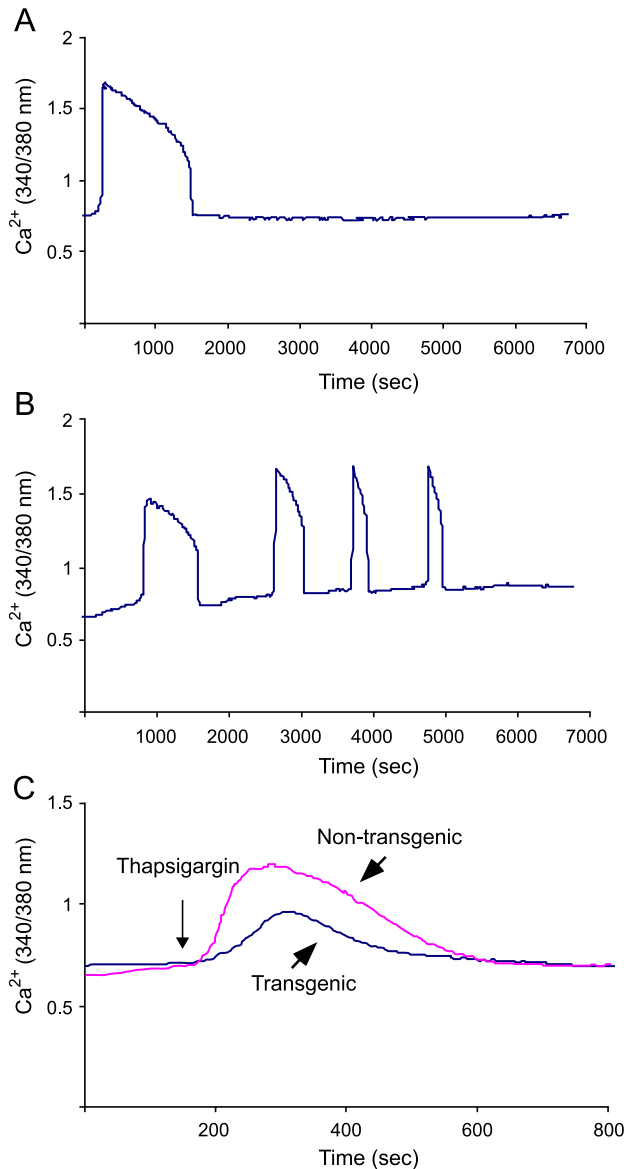 A
Ca²⁺ (340/380 nm)
2
1.5
1
0.5
1000 2000 3000 4000 5000 6000 7000
Time (sec)
B
Ca²⁺ (340/380 nm)
2
1.5
1
0.5
1000 2000 3000 4000 5000 6000 7000
Time (sec)
C
Ca²⁺ (340/380 nm)
1.5
1
0.5
Non-transgenic
Thapsigargin
Transgenic
200 400 600 800
Time (sec)